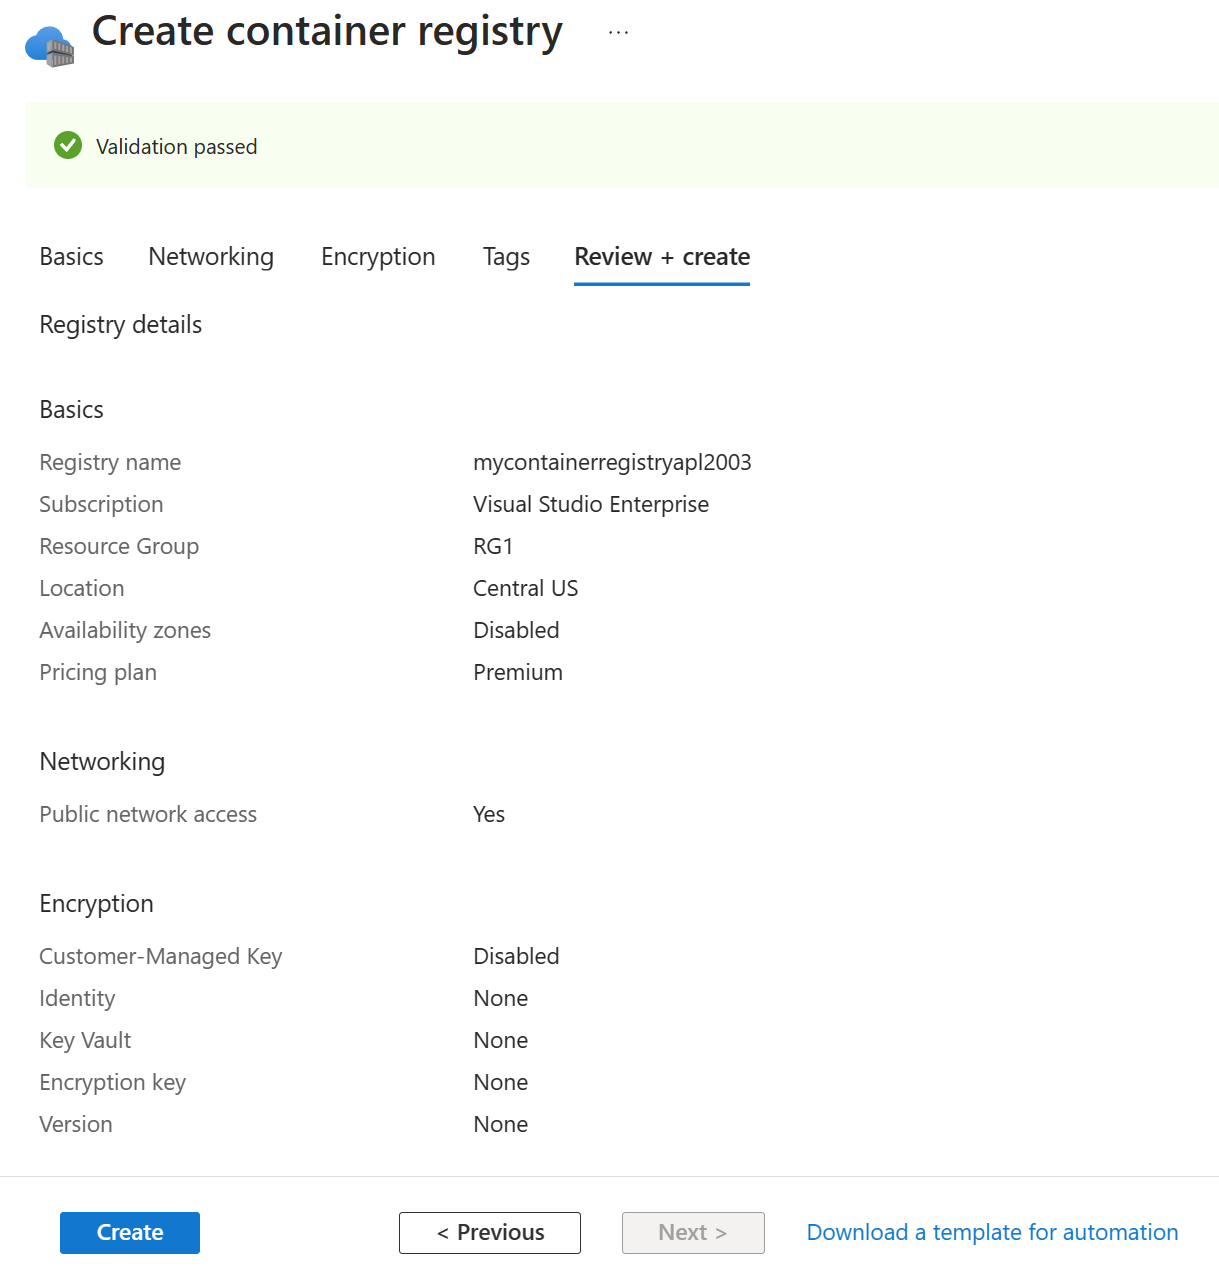 Create container registry ...
Validation passed
Basics Networking Encryption Tags Review + create
Registry details
Basics
Registry name mycontainerregistryapl2003
Subscription Visual Studio Enterprise
Resource Group RG1
Location Central US
Availability zones Disabled
Pricing plan Premium
Networking
Public network access Yes
Encryption
Customer-Managed Key Disabled
Identity None
Key Vault None
Encryption key None
Version None
Create < Previous Next > Download a template for automation